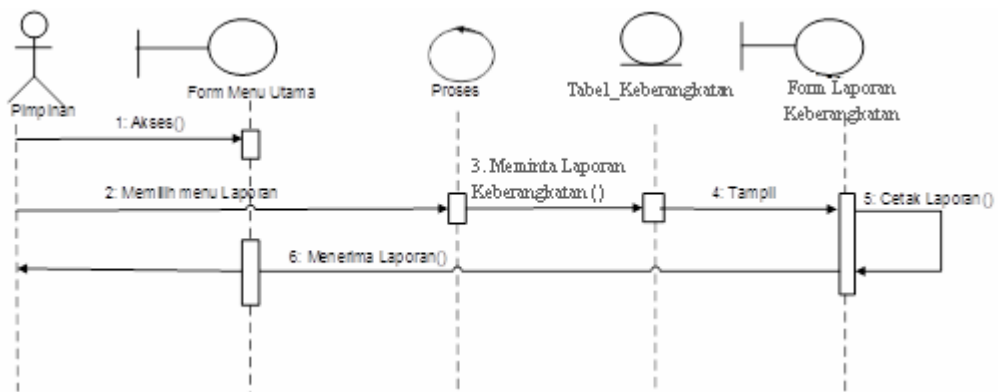 Pimpinan
Form Menu Utama
Proses
Tabel_Keberangkatan
Form Laporan
Keberangkatan
1: Akses()
2: Memilih menu Laporan
3. Meminta Laporan
Keberangkatan ()
4: Tampil
5: Cetak Laporan()
6: Menerima Laporan()